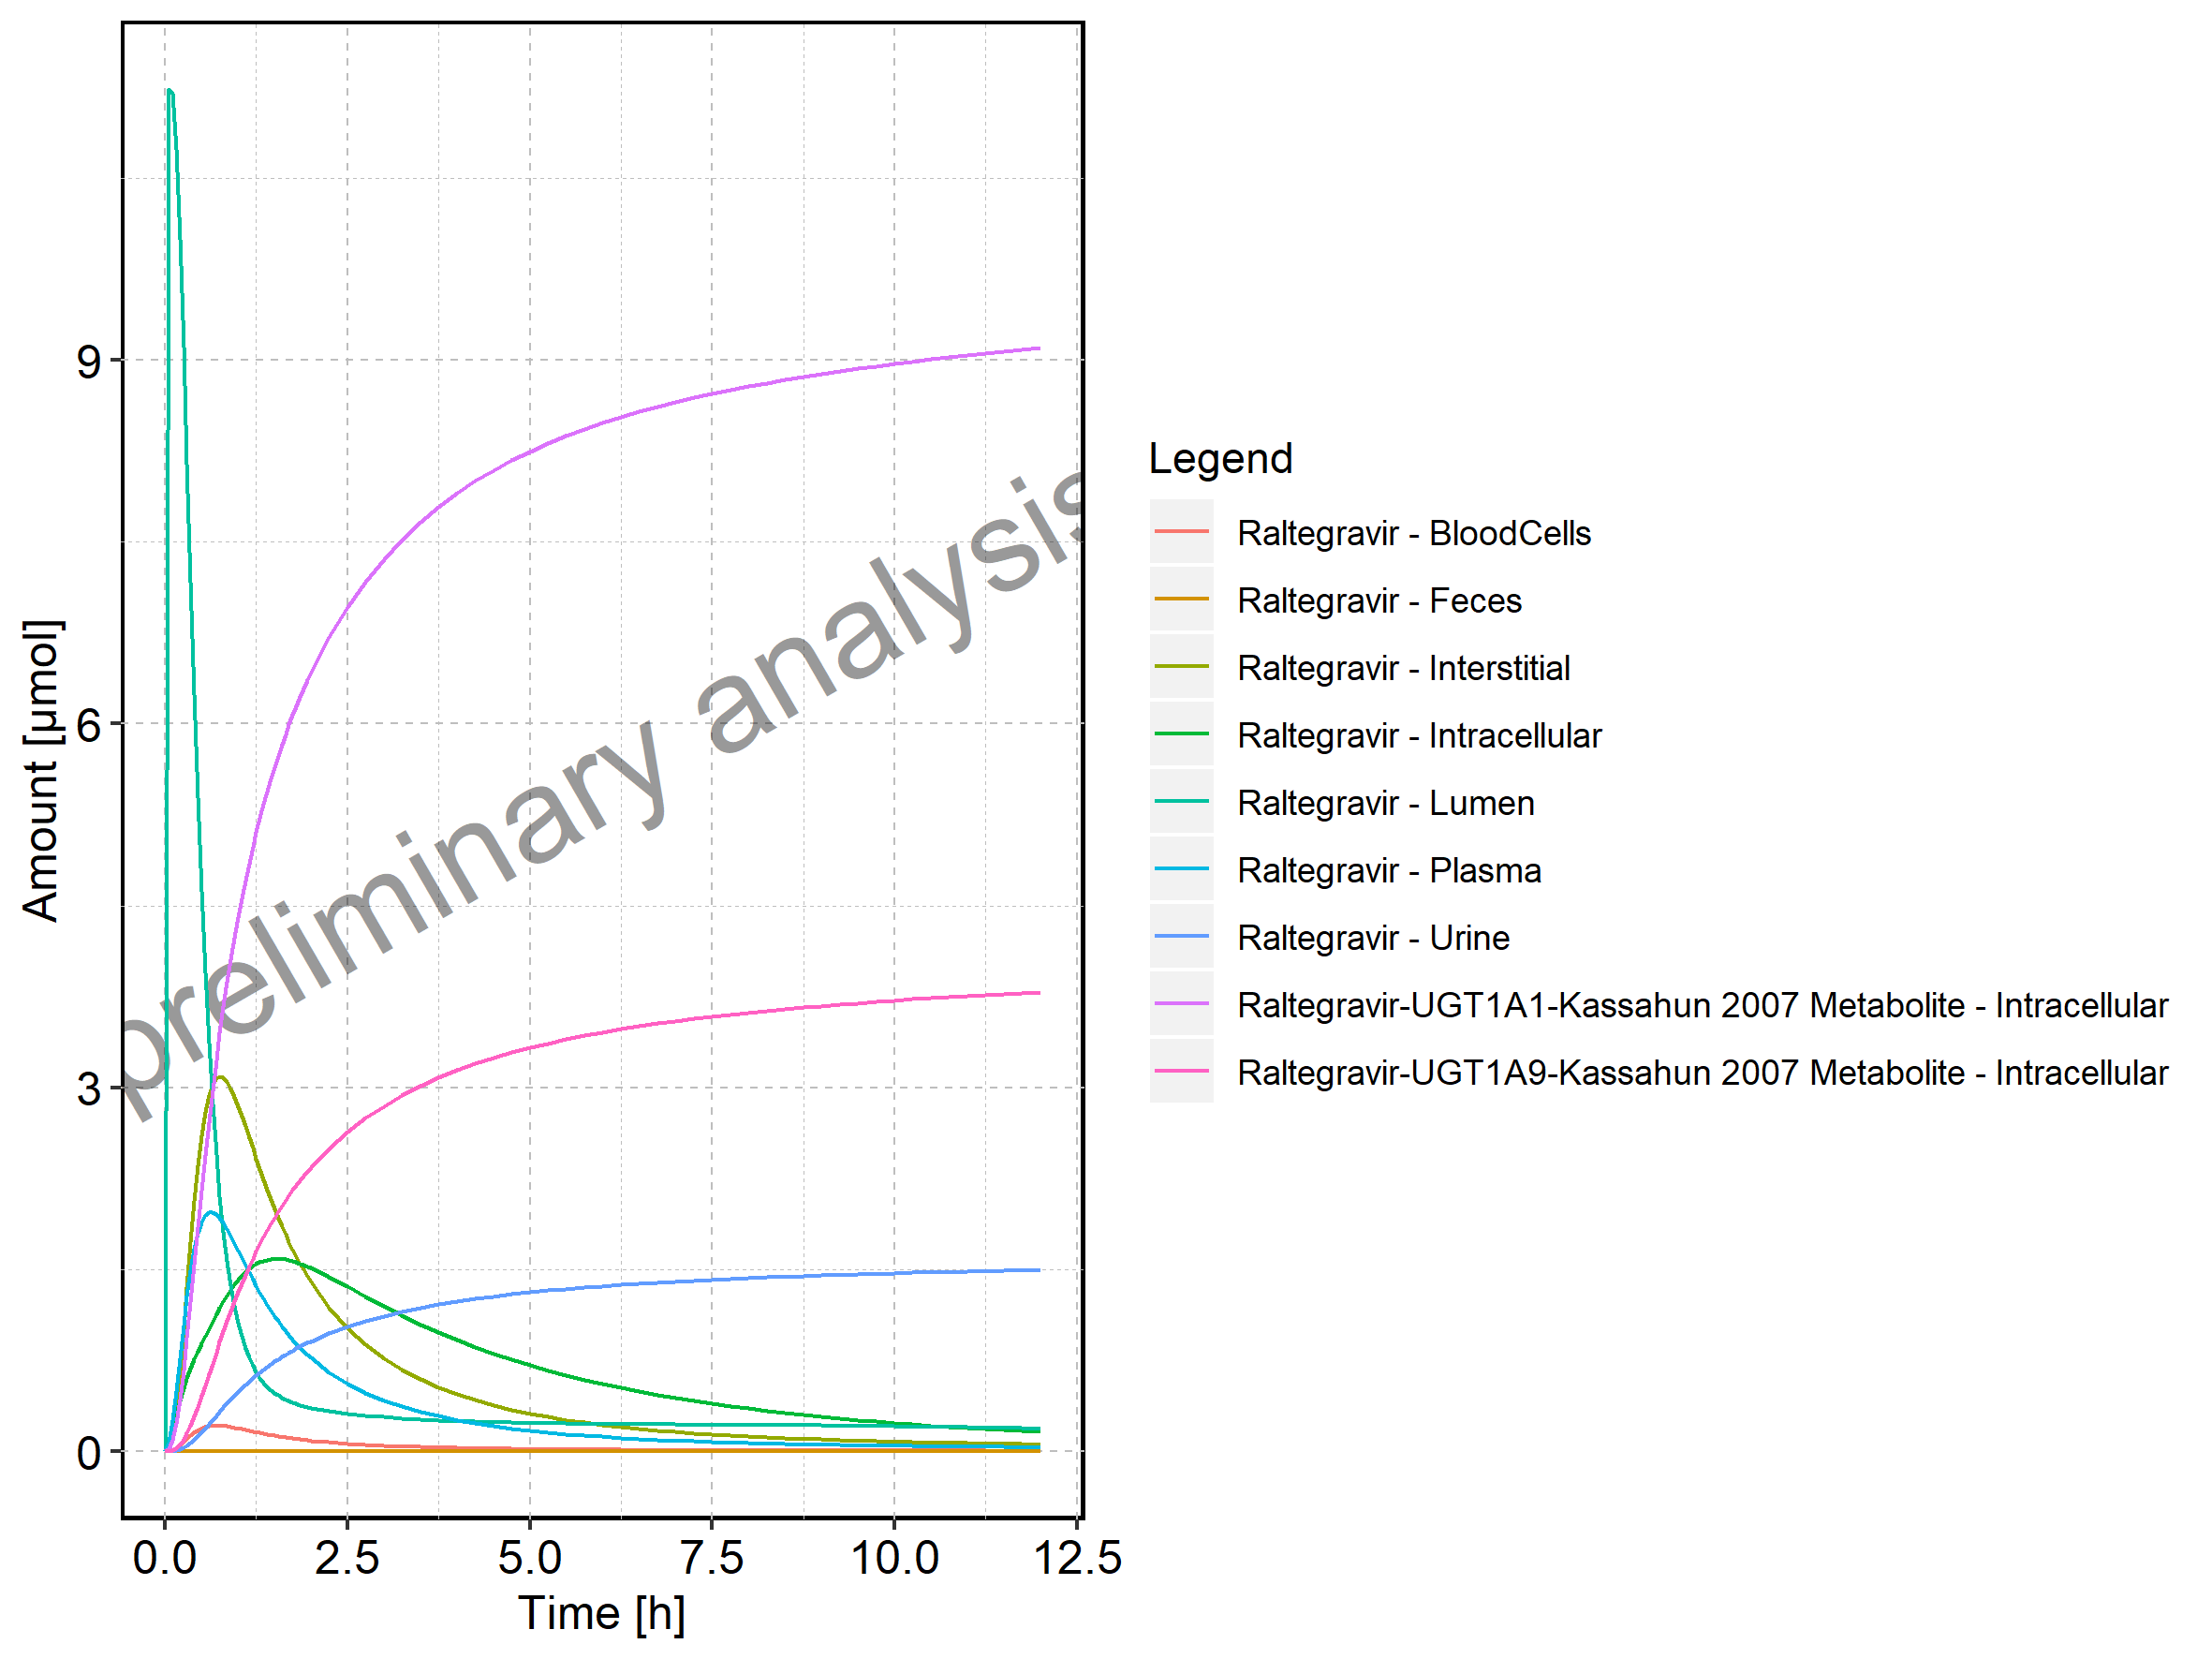 9
6
3
0
Amount [µmol]
0.0 2.5 5.0 7.5 10.0 12.5
Time [h]
preliminary analysis
Legend
Raltegravir - BloodCells
Raltegravir - Feces
Raltegravir - Interstitial
Raltegravir - Intracellular
Raltegravir - Lumen
Raltegravir - Plasma
Raltegravir - Urine
Raltegravir-UGT1A1-Kassahun 2007 Metabolite - Intracellular
Raltegravir-UGT1A9-Kassahun 2007 Metabolite - Intracellular